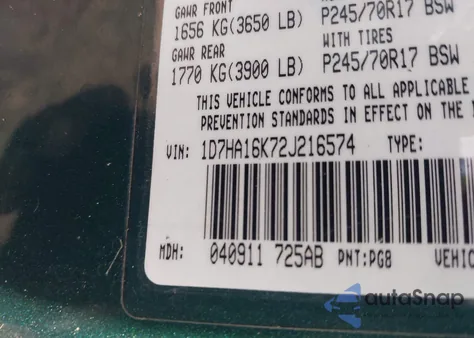 GAWR FRONT
1656 KG(3650 LB) P245/70R17 BSW
GAWR REAR WITH TIRES
1770 KG(3900 LB) P245/70R17 BSW
THIS VEHICLE CONFORMS TO ALL APPLICABLE
PREVENTION STANDARDS IN EFFECT ON THE
VIN: 1D7HA16K72J216574 TYPE:
MDH: 040911 725AB PNT:PG8 VEHIC
autoSnap